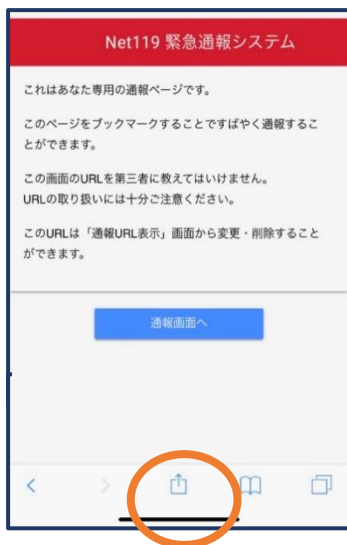 Net119 緊急通報システム
これはあなた専用の通報ページです。
このページをブックマークすることですばやく通報するこ
とができます。
この画面のURLを第三者に教えてはいけません。
URLの取り扱いには十分ご注意ください。
このURLは「通報URL表示」画面から変更・削除すること
ができます。
通報画面へ